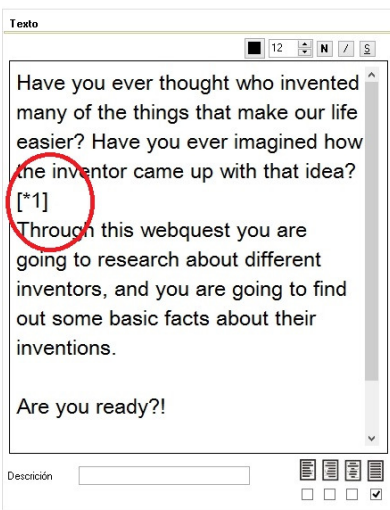 Texto
12 N / S
Have you ever thought who invented
many of the things that make our life
easier? Have you ever imagined how
the inventor came up with that idea?
[*1]
Through this webquest you are
going to research about different
inventors, and you are going to find
out some basic facts about their
inventions.
Are you ready?!
Descrición